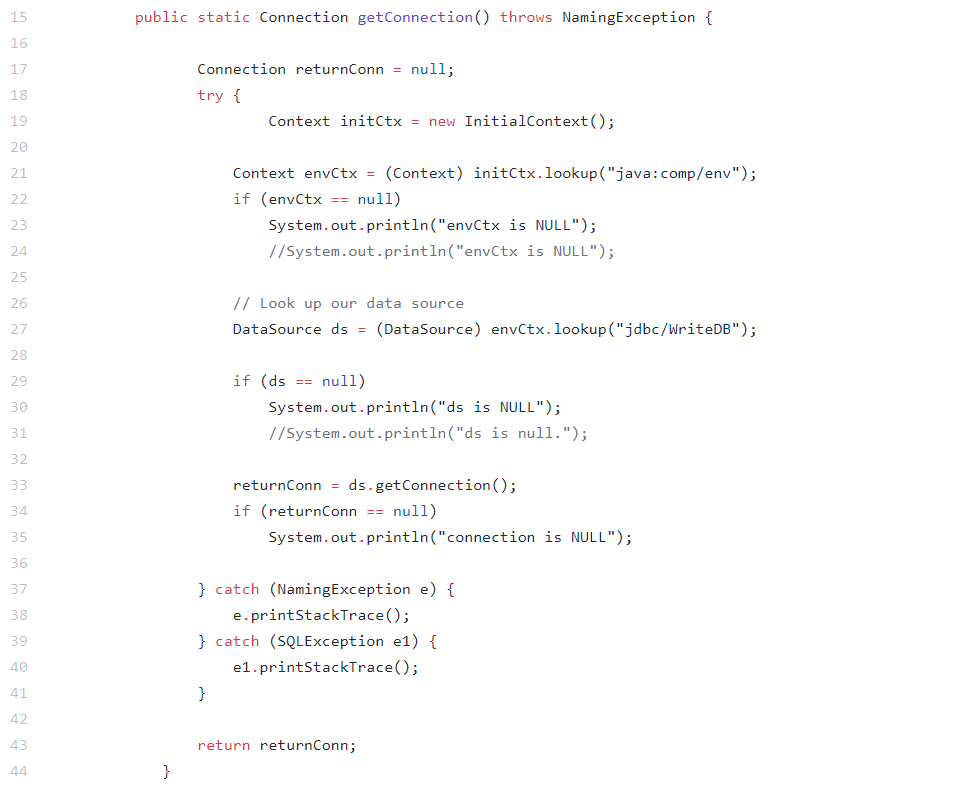 15 public static Connection getConnection() throws NamingException {
16
17 Connection returnConn = null;
18 try {
19 Context initCtx = new InitialContext();
20
21 Context envCtx = (Context) initCtx.lookup("java:comp/env");
22 if (envCtx == null)
23 System.out.println("envCtx is NULL");
24 //System.out.println("envCtx is NULL");
25
26 // Look up our data source
27 DataSource ds = (DataSource) envCtx.lookup("jdbc/WriteDB");
28
29 if (ds == null)
30 System.out.println("ds is NULL");
31 //System.out.println("ds is null.");
32
33 returnConn = ds.getConnection();
34 if (returnConn == null)
35 System.out.println("connection is NULL");
36
37 } catch (NamingException e) {
38 e.printStackTrace();
39 } catch (SQLException e1) {
40 e1.printStackTrace();
41 }
42
43 return returnConn;
44 }